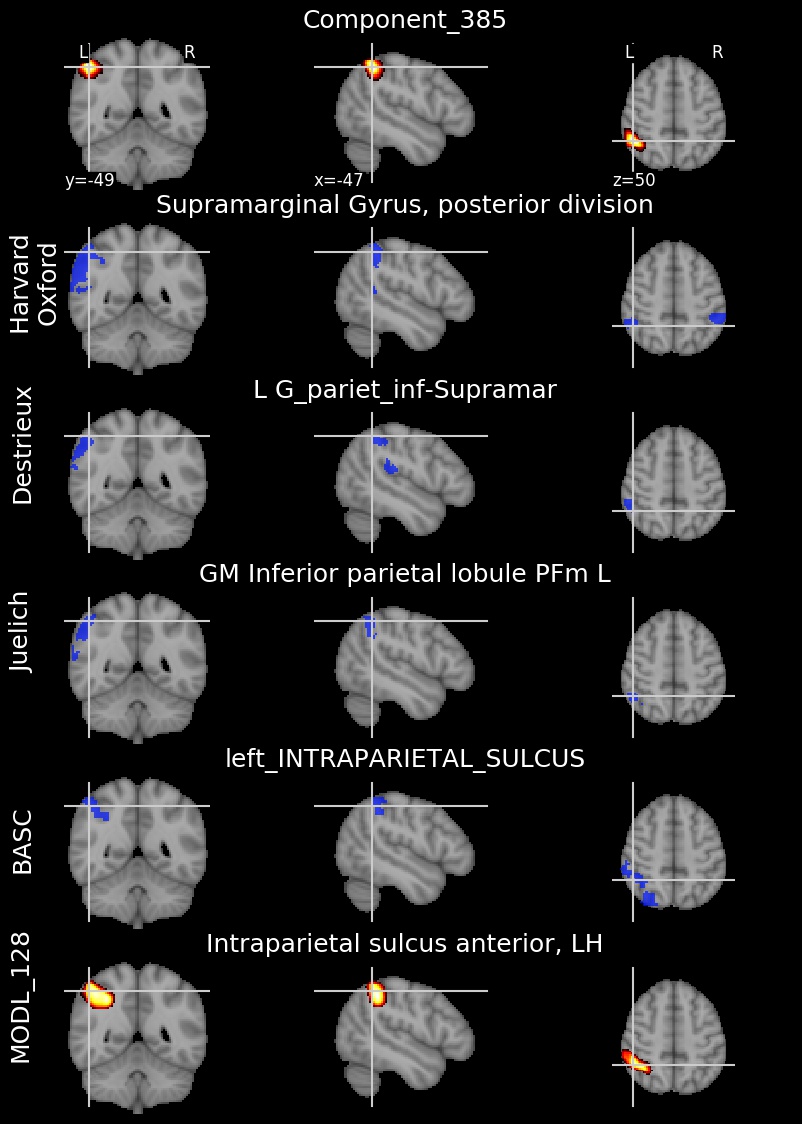 Component_385
L R
L R
y=-49
x=-47
z=50
Supramarginal Gyrus, posterior division
Harvard
Oxford
L G_pariet_inf-Supramar
Destrieux
GM Inferior parietal lobule PFm L
Juelich
left_INTRAPARIETAL_SULCUS
BASC
Intraparietal sulcus anterior, LH
MODL_128